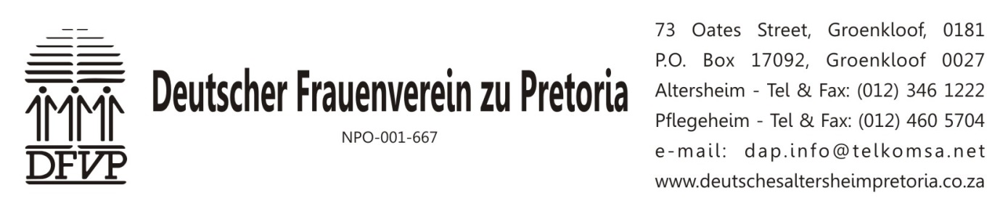 DFVP
Deutscher Frauenverein zu Pretoria
NPO-001-667
73 Oates Street, Groenkloof, 0181
P.O. Box 17092, Groenkloof 0027
Altersheim - Tel & Fax: (012) 346 1222
Pflegeheim - Tel & Fax: (012) 460 5704
e-mail: dap.info@telkomsa.net
www.deutschesaltersheimpretoria.co.za